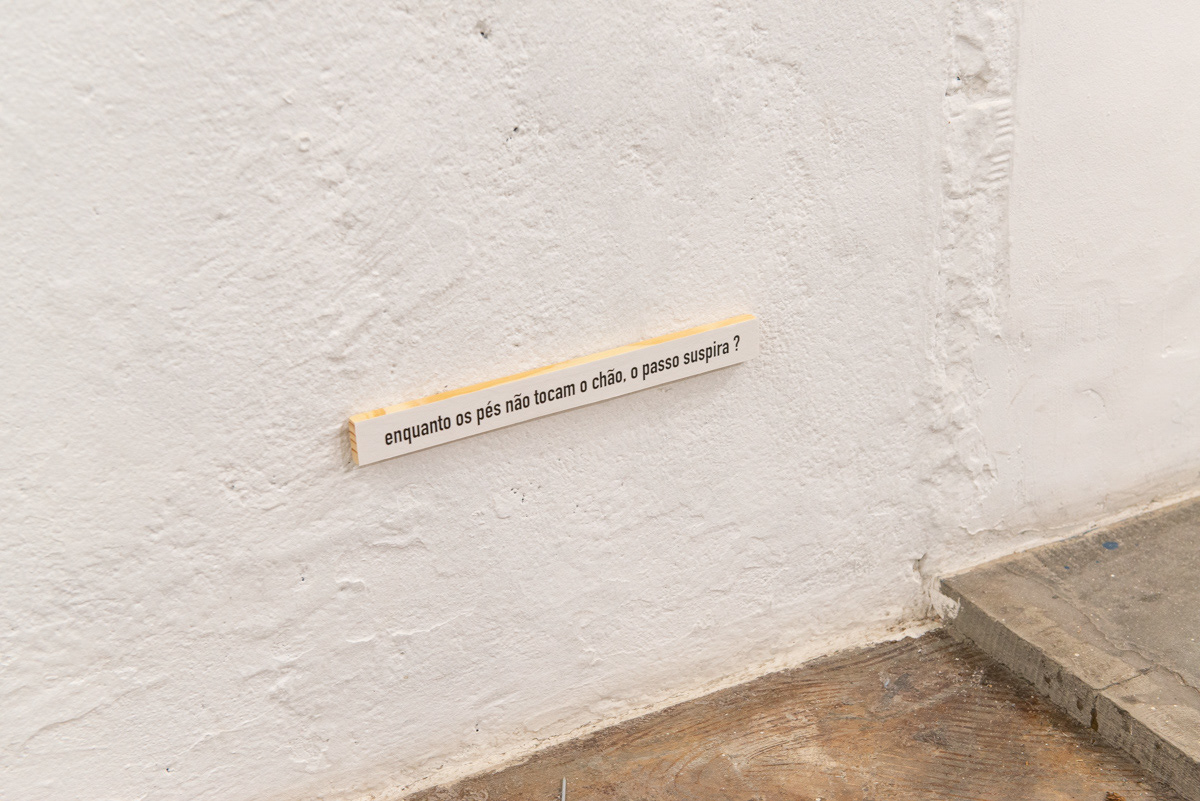 enquanto os pés não tocam o chão, o passo suspira ?